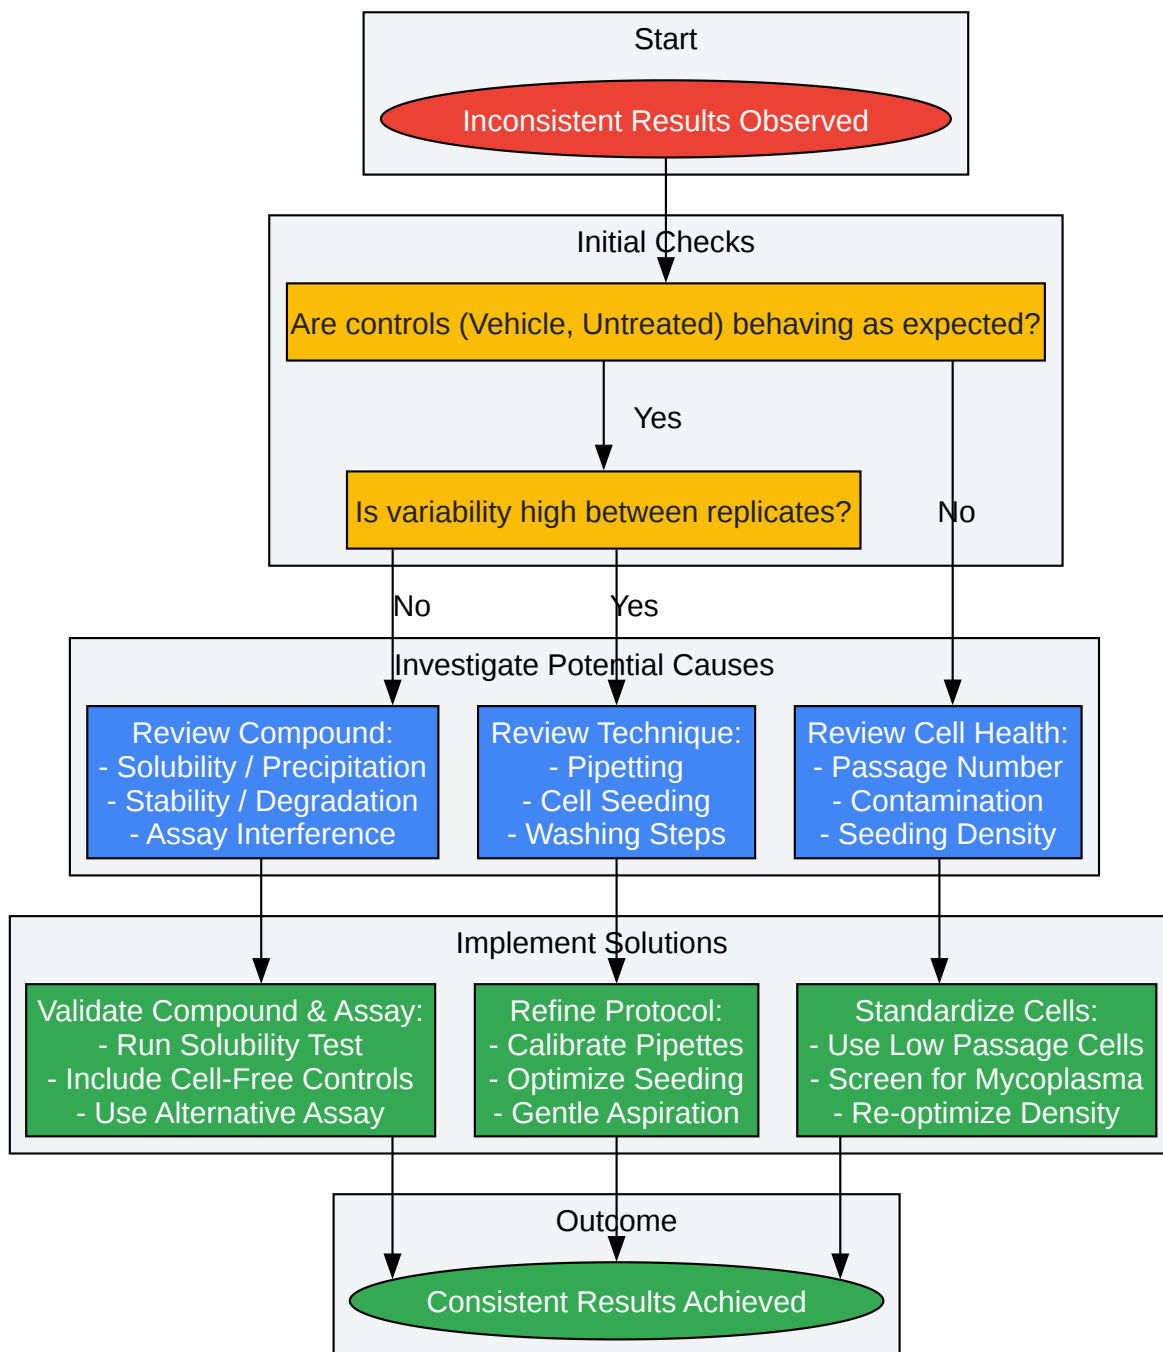 Start
Inconsistent Results Observed
Initial Checks
Are controls (Vehicle, Untreated) behaving as expected?
Yes
Is variability high between replicates?
No
No
Yes
Investigate Potential Causes
Review Compound:
- Solubility / Precipitation
- Stability / Degradation
- Assay Interference
Review Technique:
- Pipetting
- Cell Seeding
- Washing Steps
Review Cell Health:
- Passage Number
- Contamination
- Seeding Density
Implement Solutions
Validate Compound & Assay:
- Run Solubility Test
- Include Cell-Free Controls
- Use Alternative Assay
Refine Protocol:
- Calibrate Pipettes
- Optimize Seeding
- Gentle Aspiration
Standardize Cells:
- Use Low Passage Cells
- Screen for Mycoplasma
- Re-optimize Density
Outcome
Consistent Results Achieved